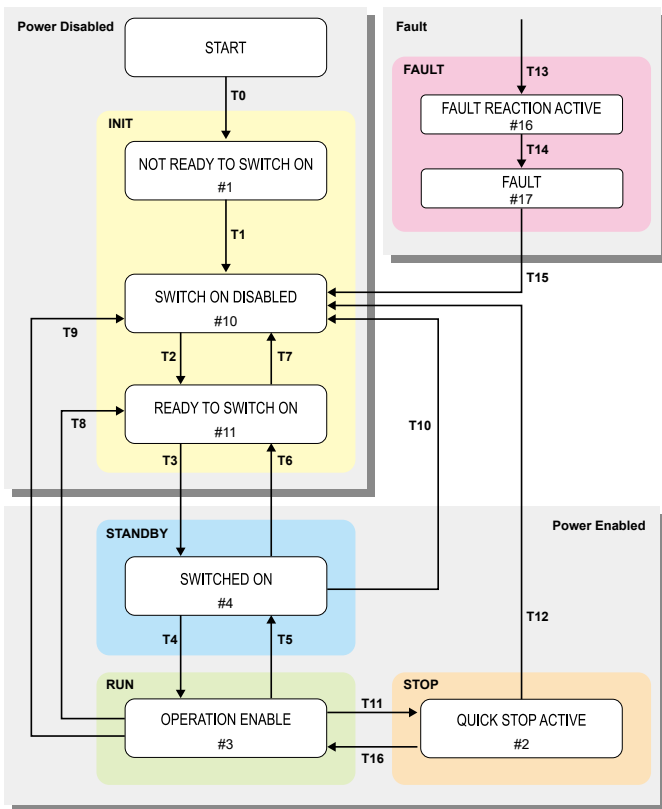 Power Disabled
START
T0
INIT
NOT READY TO SWITCH ON
#1
T1
SWITCH ON DISABLED
#10
T9
T2
T7
READY TO SWITCH ON
#11
T8
T3
T6
T10
Fault
T13
FAULT
FAULT REACTION ACTIVE
#16
T14
FAULT
#17
T15
Power Enabled
STANDBY
SWITCHED ON
#4
T12
T4
T5
RUN
OPERATION ENABLE
#3
T11
T16
STOP
QUICK STOP ACTIVE
#2